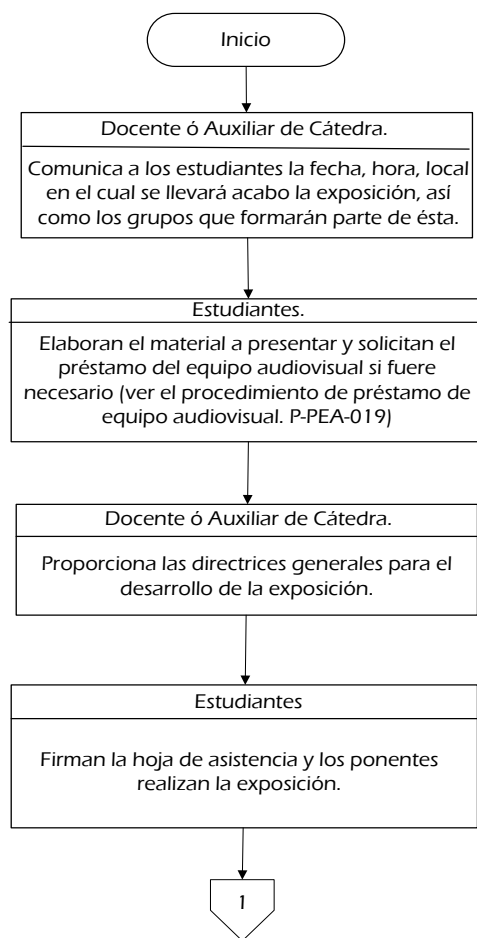 Inicio
Docente ó Auxiliar de Cátedra.
Comunica a los estudiantes la fecha, hora, local
en el cual se llevará acabo la exposición, así
como los grupos que formarán parte de ésta.
Estudiantes.
Elaboran el material a presentar y solicitan el
préstamo del equipo audiovisual si fuere
necesario (ver el procedimiento de préstamo de
equipo audiovisual. P-PEA-019)
Docente ó Auxiliar de Cátedra.
Proporciona las directrices generales para el
desarrollo de la exposición.
Estudiantes
Firman la hoja de asistencia y los ponentes
realizan la exposición.
1